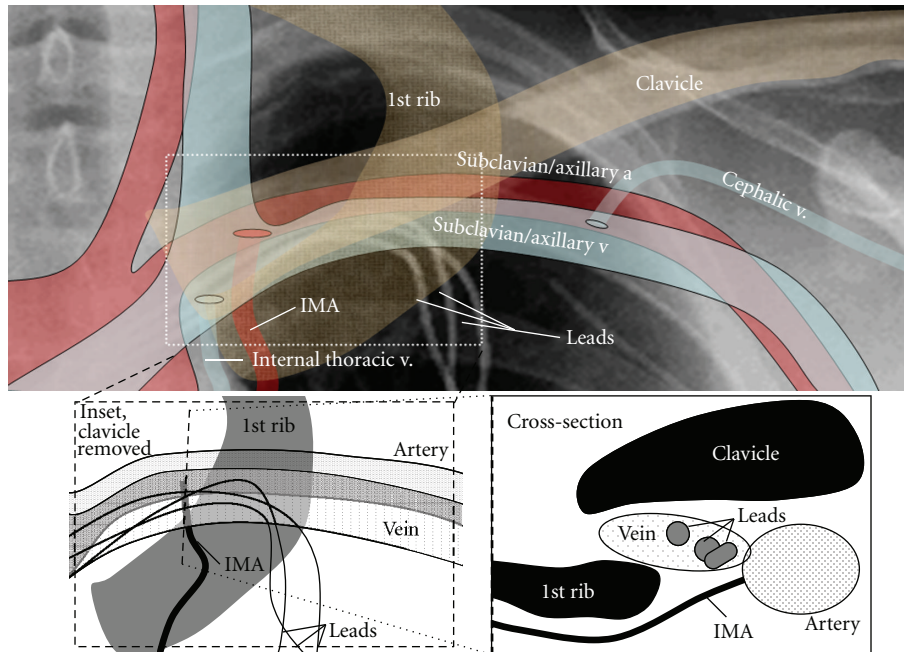 1st rib
Clavicle
Subclavian/axillary a
Cephalic v.
Subclavian/axillary v
IMA
Leads
Internal thoracic v.
Inset,
clavicle
removed
1st rib
Artery
Vein
IMA
Leads
Cross-section
Clavicle
Vein
Leads
1st rib
IMA
Artery